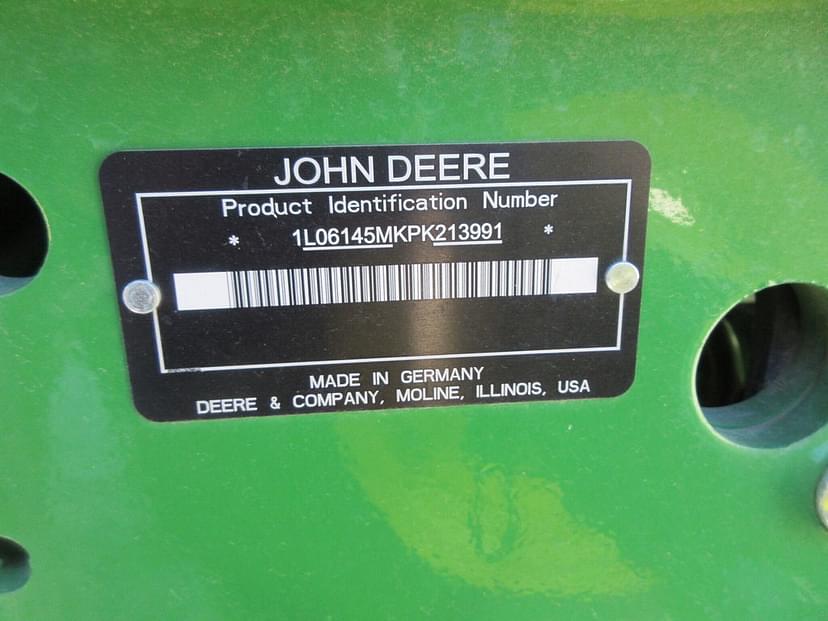 JOHN DEERE
Product Identification Number
* 1L06145MKPK213991 *
MADE IN GERMANY
DEERE & COMPANY, MOLINE, ILLINOIS, USA